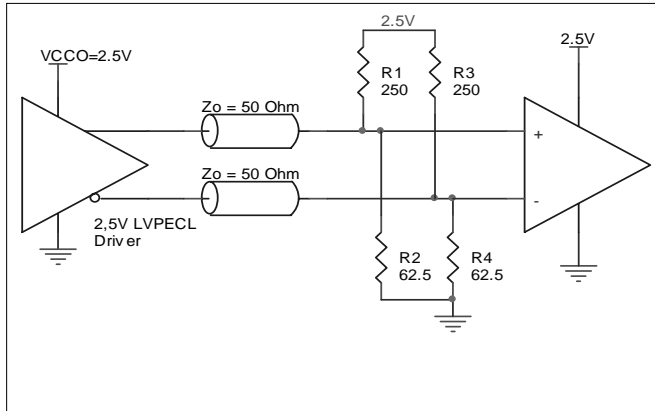 2.5V
VCCO=2.5V
2.5V
R1
250
R3
250
Zo = 50 Ohm
+
Zo = 50 Ohm
-
2,5V LVPECL
Driver
R2
62.5
R4
62.5